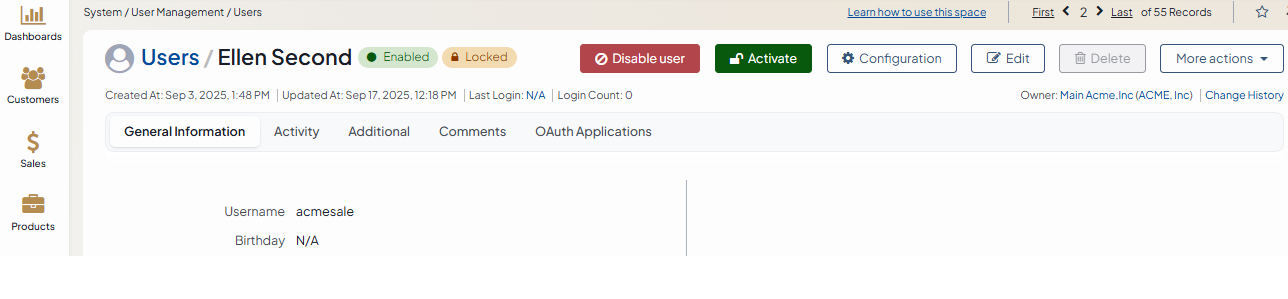 System / User Management / Users
Learn how to use this space
First 2 Last of 55 Records
Dashboards
Customers
Sales
Products
Users / Ellen Second
Enabled
Locked
Disable user
Activate
Configuration
Edit
Delete
More actions
Created At: Sep 3, 2025, 1:48 PM Updated At: Sep 17, 2025, 12:18 PM Last Login: N/A Login Count: 0
Owner: Main Acme,Inc (ACME, Inc) Change History
General Information Activity Additional Comments OAuth Applications
Username acmesale
Birthday N/A